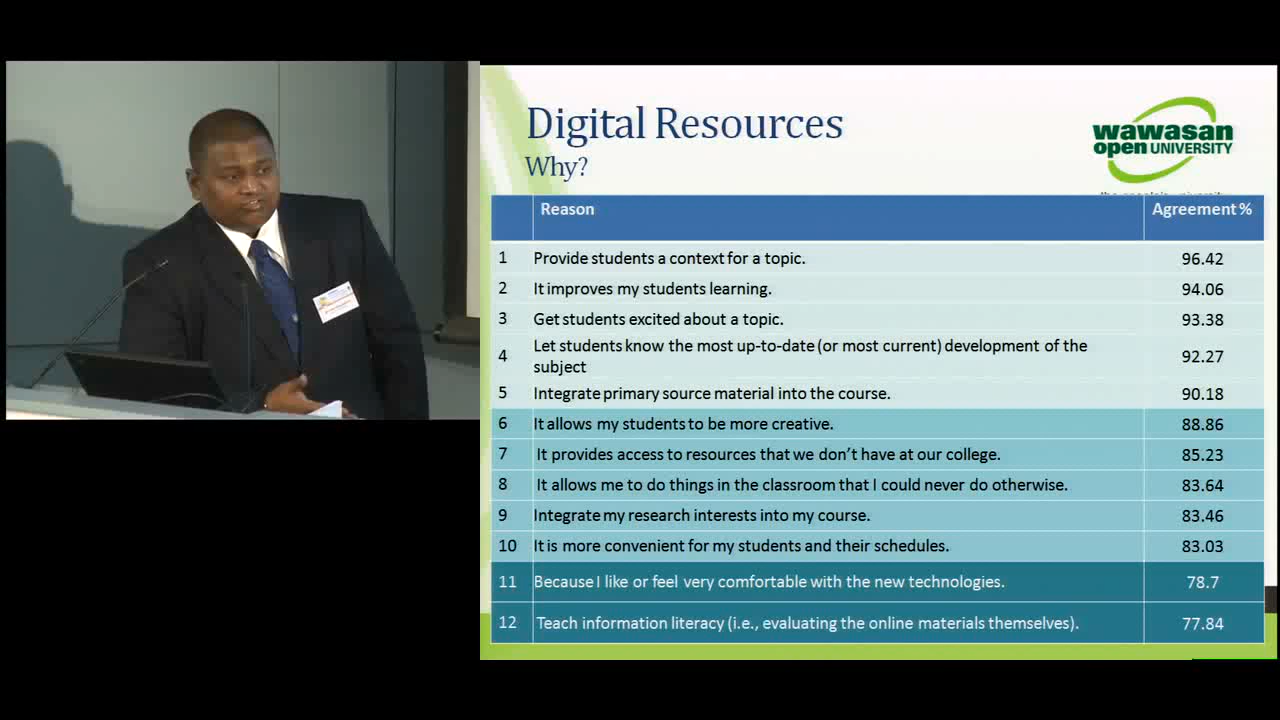 Digital Resources
Why?
wawasan
open UNIVERSITY
Reason Agreement %
1 Provide students a context for a topic. 96.42
2 It improves my students learning. 94.06
3 Get students excited about a topic. 93.38
4 Let students know the most up-to-date (or most current) development of the
subject 92.27
5 Integrate primary source material into the course. 90.18
6 It allows my students to be more creative. 88.86
7 It provides access to resources that we don’t have at our college. 85.23
8 It allows me to do things in the classroom that I could never do otherwise. 83.64
9 Integrate my research interests into my course. 83.46
10 It is more convenient for my students and their schedules. 83.03
11 Because I like or feel very comfortable with the new technologies. 78.7
12 Teach information literacy (i.e., evaluating the online materials themselves). 77.84